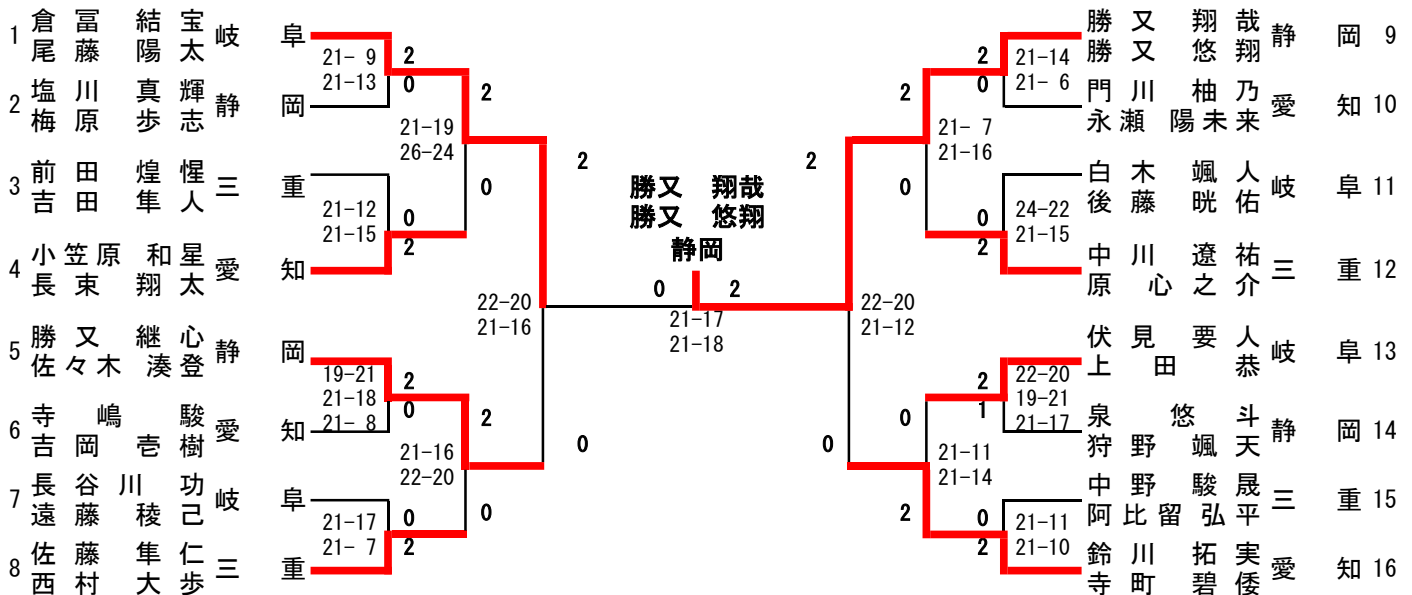 1 倉冨結宝 岐阜
尾藤陽太
21- 9 2
21-13 0
2 塩川真輝 静岡
梅原歩志
2
21-19
26-24
0
3 前田煌惺 三重
吉田隼人
21-12 0
21-15 2
4 小笠原和星 愛知
長束翔太
2
22-20
21-16
0
5 勝又継心 静岡
佐々木湊登
19-21 2
21-18 0
21- 8
6 寺嶋駿 愛知
吉岡壱樹
2
21-16
22-20
0
7 長谷川功 岐阜
遠藤稜己
21-17 0
21- 7 2
8 佐藤隼仁 三重
西村大歩
勝又 翔哉
勝又 悠翔
静岡
0 2
21-17
21-18
勝又翔哉 静岡 9
勝又悠翔
2 21-14
0 21- 6
門川柚乃 愛知 10
永瀬陽未来
2
21- 7
21-16
0
白木颯人 岐阜 11
後藤晄佑
0 24-22
2 21-15
中川遼祐 三重 12
原心之介
2
22-20
21-12
0
伏見要人 岐阜 13
上田恭
2 22-20
1 19-21
21-17
泉悠斗 静岡 14
狩野颯天
0
21-11
21-14
2
中野駿晟 三重 15
阿比留弘平
0 21-11
2 21-10
鈴川拓実 愛知 16
寺町碧倭